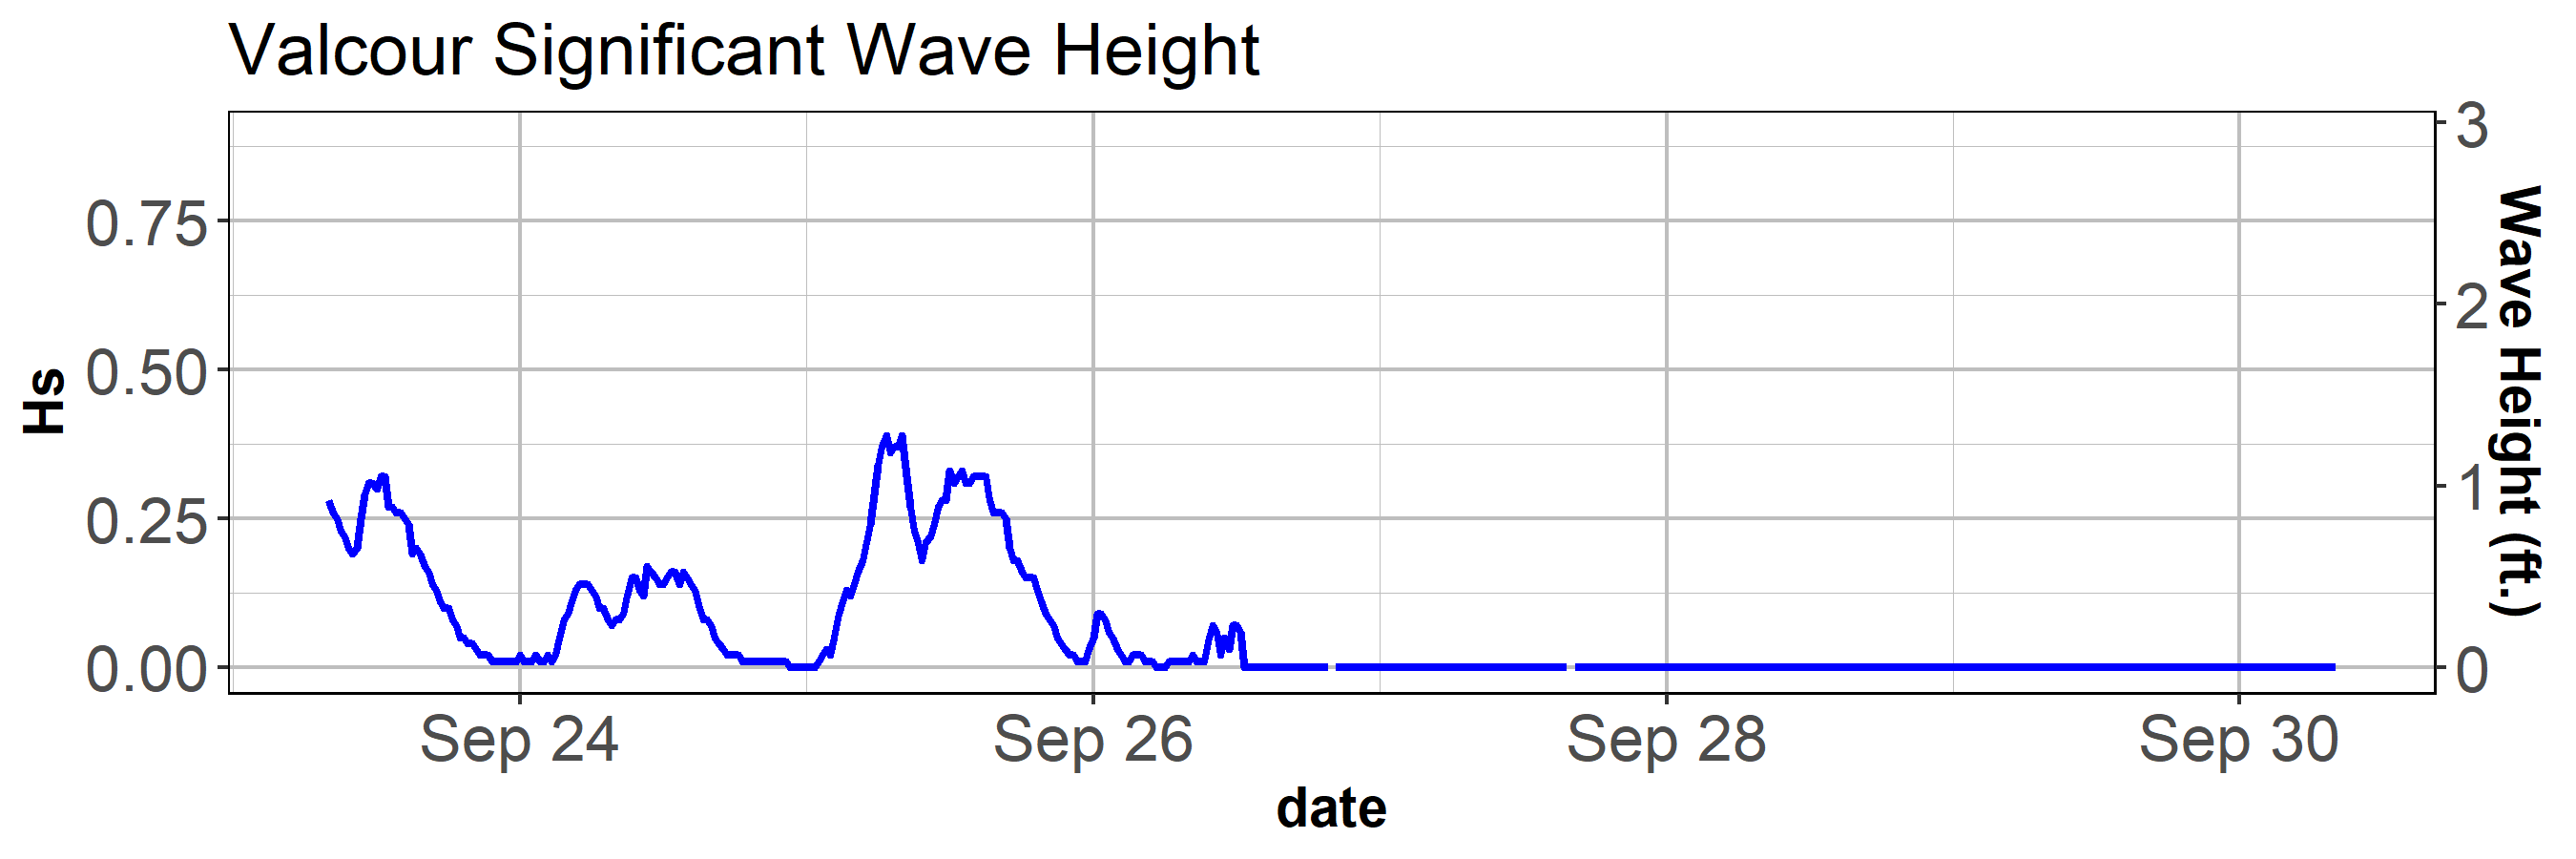 Valcour Significant Wave Height
Hs
0.75
0.50
0.25
0.00
3
2
1
0
Wave Height (ft.)
Sep 24
Sep 26
Sep 28
Sep 30
date